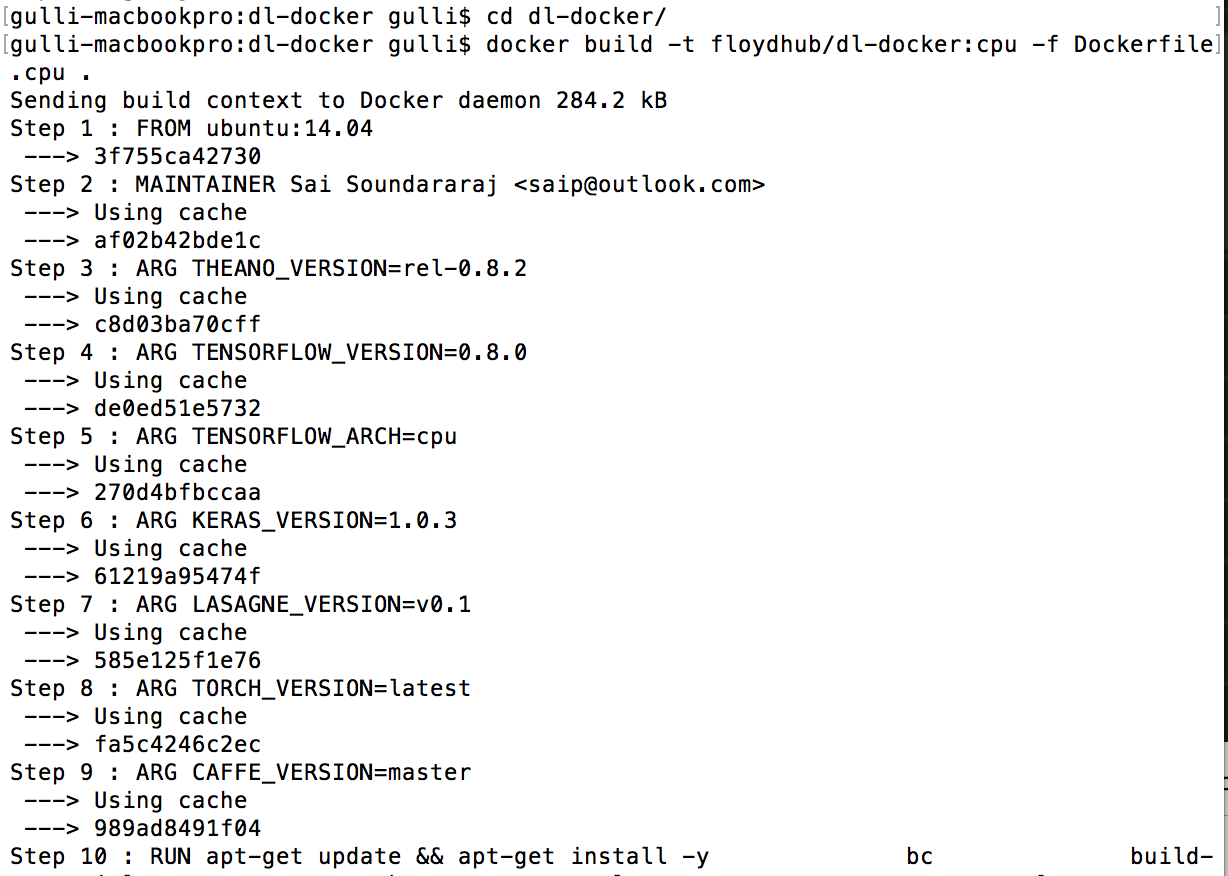 [gulli-macbookpro:dl-docker gulli$ cd dl-docker/ ]
[gulli-macbookpro:dl-docker gulli$ docker build -t floydhub/dl-docker:cpu -f Dockerfile]
.cpu .
Sending build context to Docker daemon 284.2 kB
Step 1 : FROM ubuntu:14.04
 ---> 3f755ca42730
Step 2 : MAINTAINER Sai Soundararaj <saip@outlook.com>
 ---> Using cache
 ---> af02b42bde1c
Step 3 : ARG THEANO_VERSION=rel-0.8.2
 ---> Using cache
 ---> c8d03ba70cff
Step 4 : ARG TENSORFLOW_VERSION=0.8.0
 ---> Using cache
 ---> de0ed51e5732
Step 5 : ARG TENSORFLOW_ARCH=cpu
 ---> Using cache
 ---> 270d4bfbccaa
Step 6 : ARG KERAS_VERSION=1.0.3
 ---> Using cache
 ---> 61219a95474f
Step 7 : ARG LASAGNE_VERSION=v0.1
 ---> Using cache
 ---> 585e125f1e76
Step 8 : ARG TORCH_VERSION=latest
 ---> Using cache
 ---> fa5c4246c2ec
Step 9 : ARG CAFFE_VERSION=master
 ---> Using cache
 ---> 989ad8491f04
Step 10 : RUN apt-get update && apt-get install -y bc build-